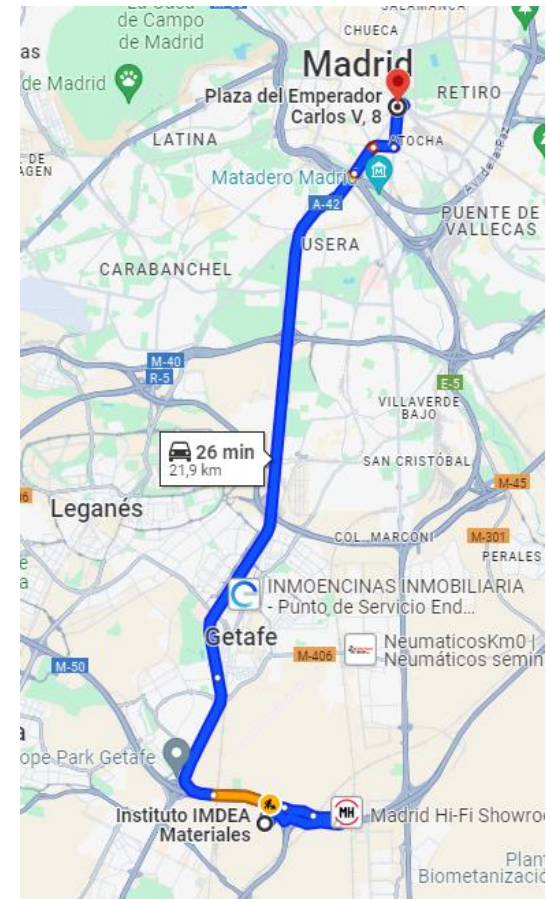 de Campo
de Madrid
SALAMANCA
CHUECA
Madrid
as
de Madrid
Plaza del Emperador
Carlos V, 8
RETIRO
LATINA
ATOCHA
Matadero Madrid
A-42
PUENTE DE
VALLECAS
USERA
CARABANCHEL
M-40
R-5
E-5
VILLAVERDE
BAJO
26 min
21,9 km
SAN CRISTÓBAL
M-45
Leganés
COL. MARCONI
M-301
PERALES
INMOENCINAS INMOBILIARIA
- Punto de Servicio End...
Getafe
M-406
NeumaticosKm0 |
Neumáticos semin
M-50
ope Park Getafe
Instituto IMDEA
Materiales
MH
Madrid Hi-Fi Showroo
Plant
Biometanizació